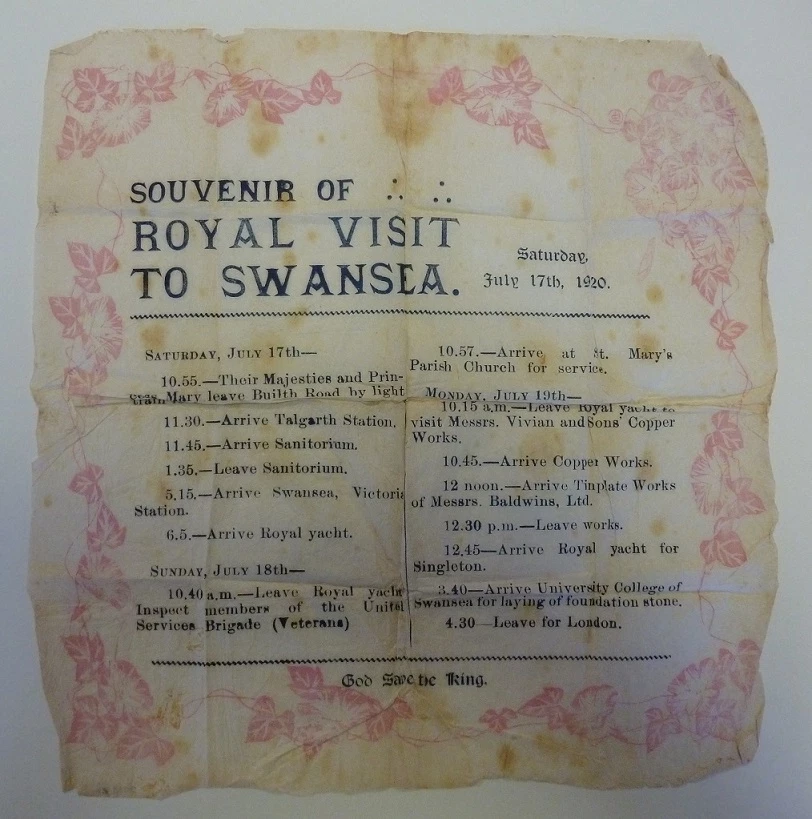 SOUVENIR OF ∴ ∴
ROYAL VISIT
TO SWANSEA.
Saturday,
July 17th, 1920.
SATURDAY, JULY 17th—
10.55.—Their Majesties and Prin-
cess Mary leave Builth Road by light
train.
11.30.—Arrive Talgarth Station.
11.45.—Arrive Sanitorium.
1.35.—Leave Sanitorium.
5.15.—Arrive Swansea, Victoria
Station.
6.5.—Arrive Royal yacht.
SUNDAY, JULY 18th—
10.40 a.m.—Leave Royal yacht
Inspect members of the United
Services Brigade (Veterans)
10.57.—Arrive at St. Mary's
Parish Church for service.
MONDAY, JULY 19th—
10.15 a.m.—Leave royal yacht to
visit Messrs. Vivian and Sons' Copper
Works.
10.45.—Arrive Copper Works.
12 noon.—Arrive Tinplate Works
of Messrs. Baldwins, Ltd.
12.30 p.m.—Leave works.
12.45—Arrive Royal yacht for
Singleton.
3.40—Arrive University College of
Swansea for laying of foundation stone.
4.30—Leave for London.
God Save the King.